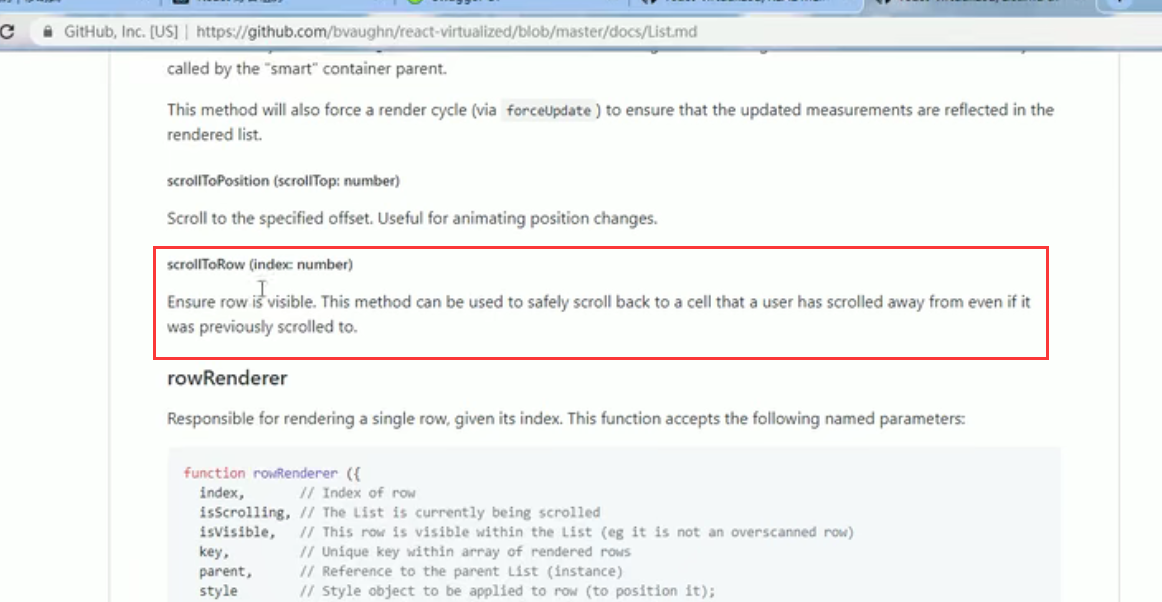 GitHub, Inc. [US] | https://github.com/bvaughn/react-virtualized/blob/master/docs/List.md
called by the "smart" container parent.
This method will also force a render cycle (via forceUpdate ) to ensure that the updated measurements are reflected in the
rendered list.
scrollToPosition (scrollTop: number)
Scroll to the specified offset. Useful for animating position changes.
scrollToRow (index: number)
Ensure row is visible. This method can be used to safely scroll back to a cell that a user has scrolled away from even if it
was previously scrolled to.
rowRenderer
Responsible for rendering a single row, given its index. This function accepts the following named parameters:
function rowRenderer ({
index, // Index of row
isScrolling, // The List is currently being scrolled
isVisible, // This row is visible within the List (eg it is not an overscanned row)
key, // Unique key within array of rendered rows
parent, // Reference to the parent List (instance)
style // Style object to be applied to row (to position it);